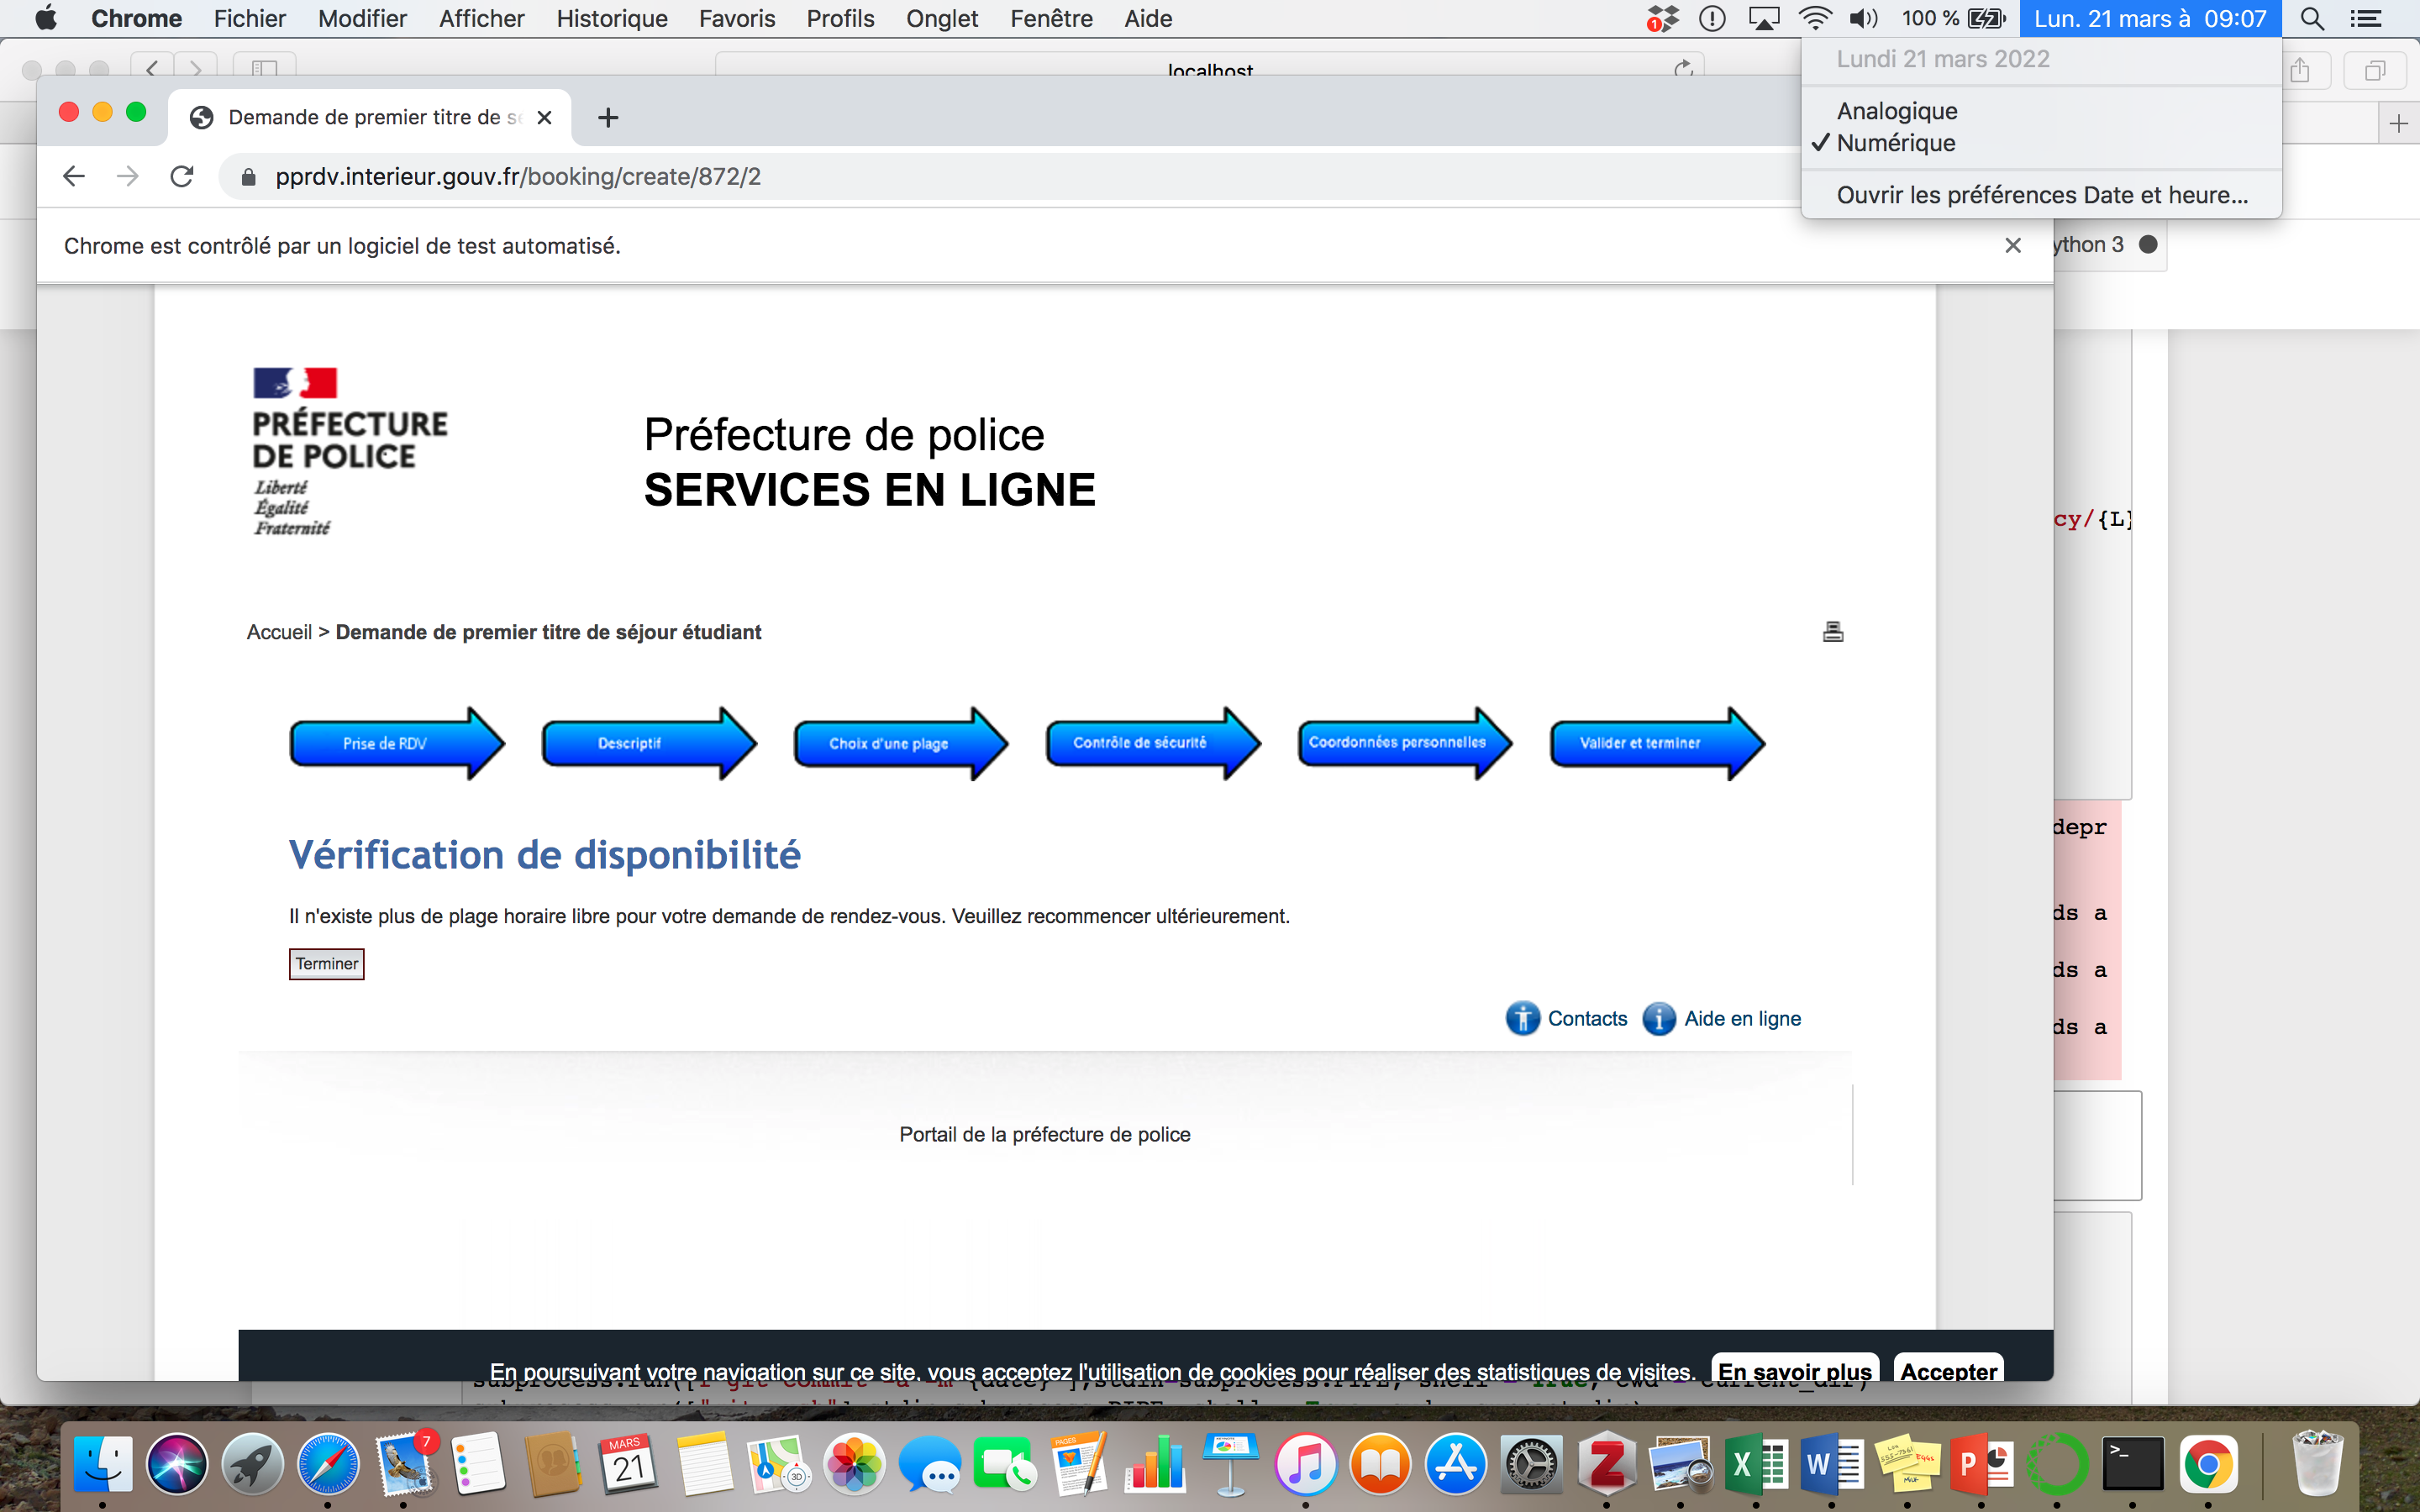 Chrome Fichier Modifier Afficher Historique Favoris Profils Onglet Fenêtre Aide
1
100 %
Lun. 21 mars à 09:07
Lundi 21 mars 2022
Analogique
✓ Numérique
Ouvrir les préférences Date et heure...
localhost
Demande de premier titre de s
pprdv.interieur.gouv.fr/booking/create/872/2
Chrome est contrôlé par un logiciel de test automatisé.
ython 3
PRÉFECTURE
DE POLICE
Liberté
Égalité
Fraternité
Préfecture de police
SERVICES EN LIGNE
cy/{L}
Accueil > Demande de premier titre de séjour étudiant
Prise de RDV
Descriptif
Choix d'une plage
Contrôle de sécurité
Coordonnées personnelles
Valider et terminer
depr
Vérification de disponibilité
Il n'existe plus de plage horaire libre pour votre demande de rendez-vous. Veuillez recommencer ultérieurement.
ds a
Terminer
ds a
Contacts
Aide en ligne
ds a
Portail de la préfecture de police
En poursuivant votre navigation sur ce site, vous acceptez l'utilisation de cookies pour réaliser des statistiques de visites.
En savoir plus
Accepter
7
MARS
21
3D
PAGES
X
W
P
>_